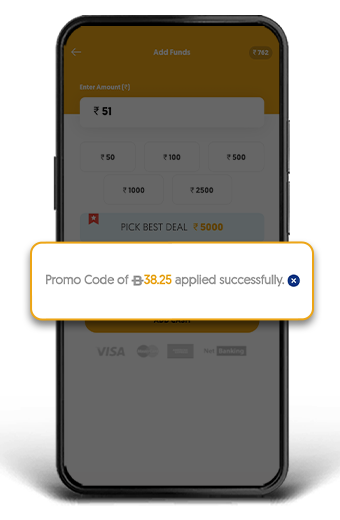 Add Funds
₹ 762
Enter Amount (₹)
₹ 51
₹ 50
₹ 100
₹ 500
₹ 1000
₹ 2500
PICK BEST DEAL ₹ 5000
Promo Code of B38.25 applied successfully.
ADD CASH
VISA
Net Banking